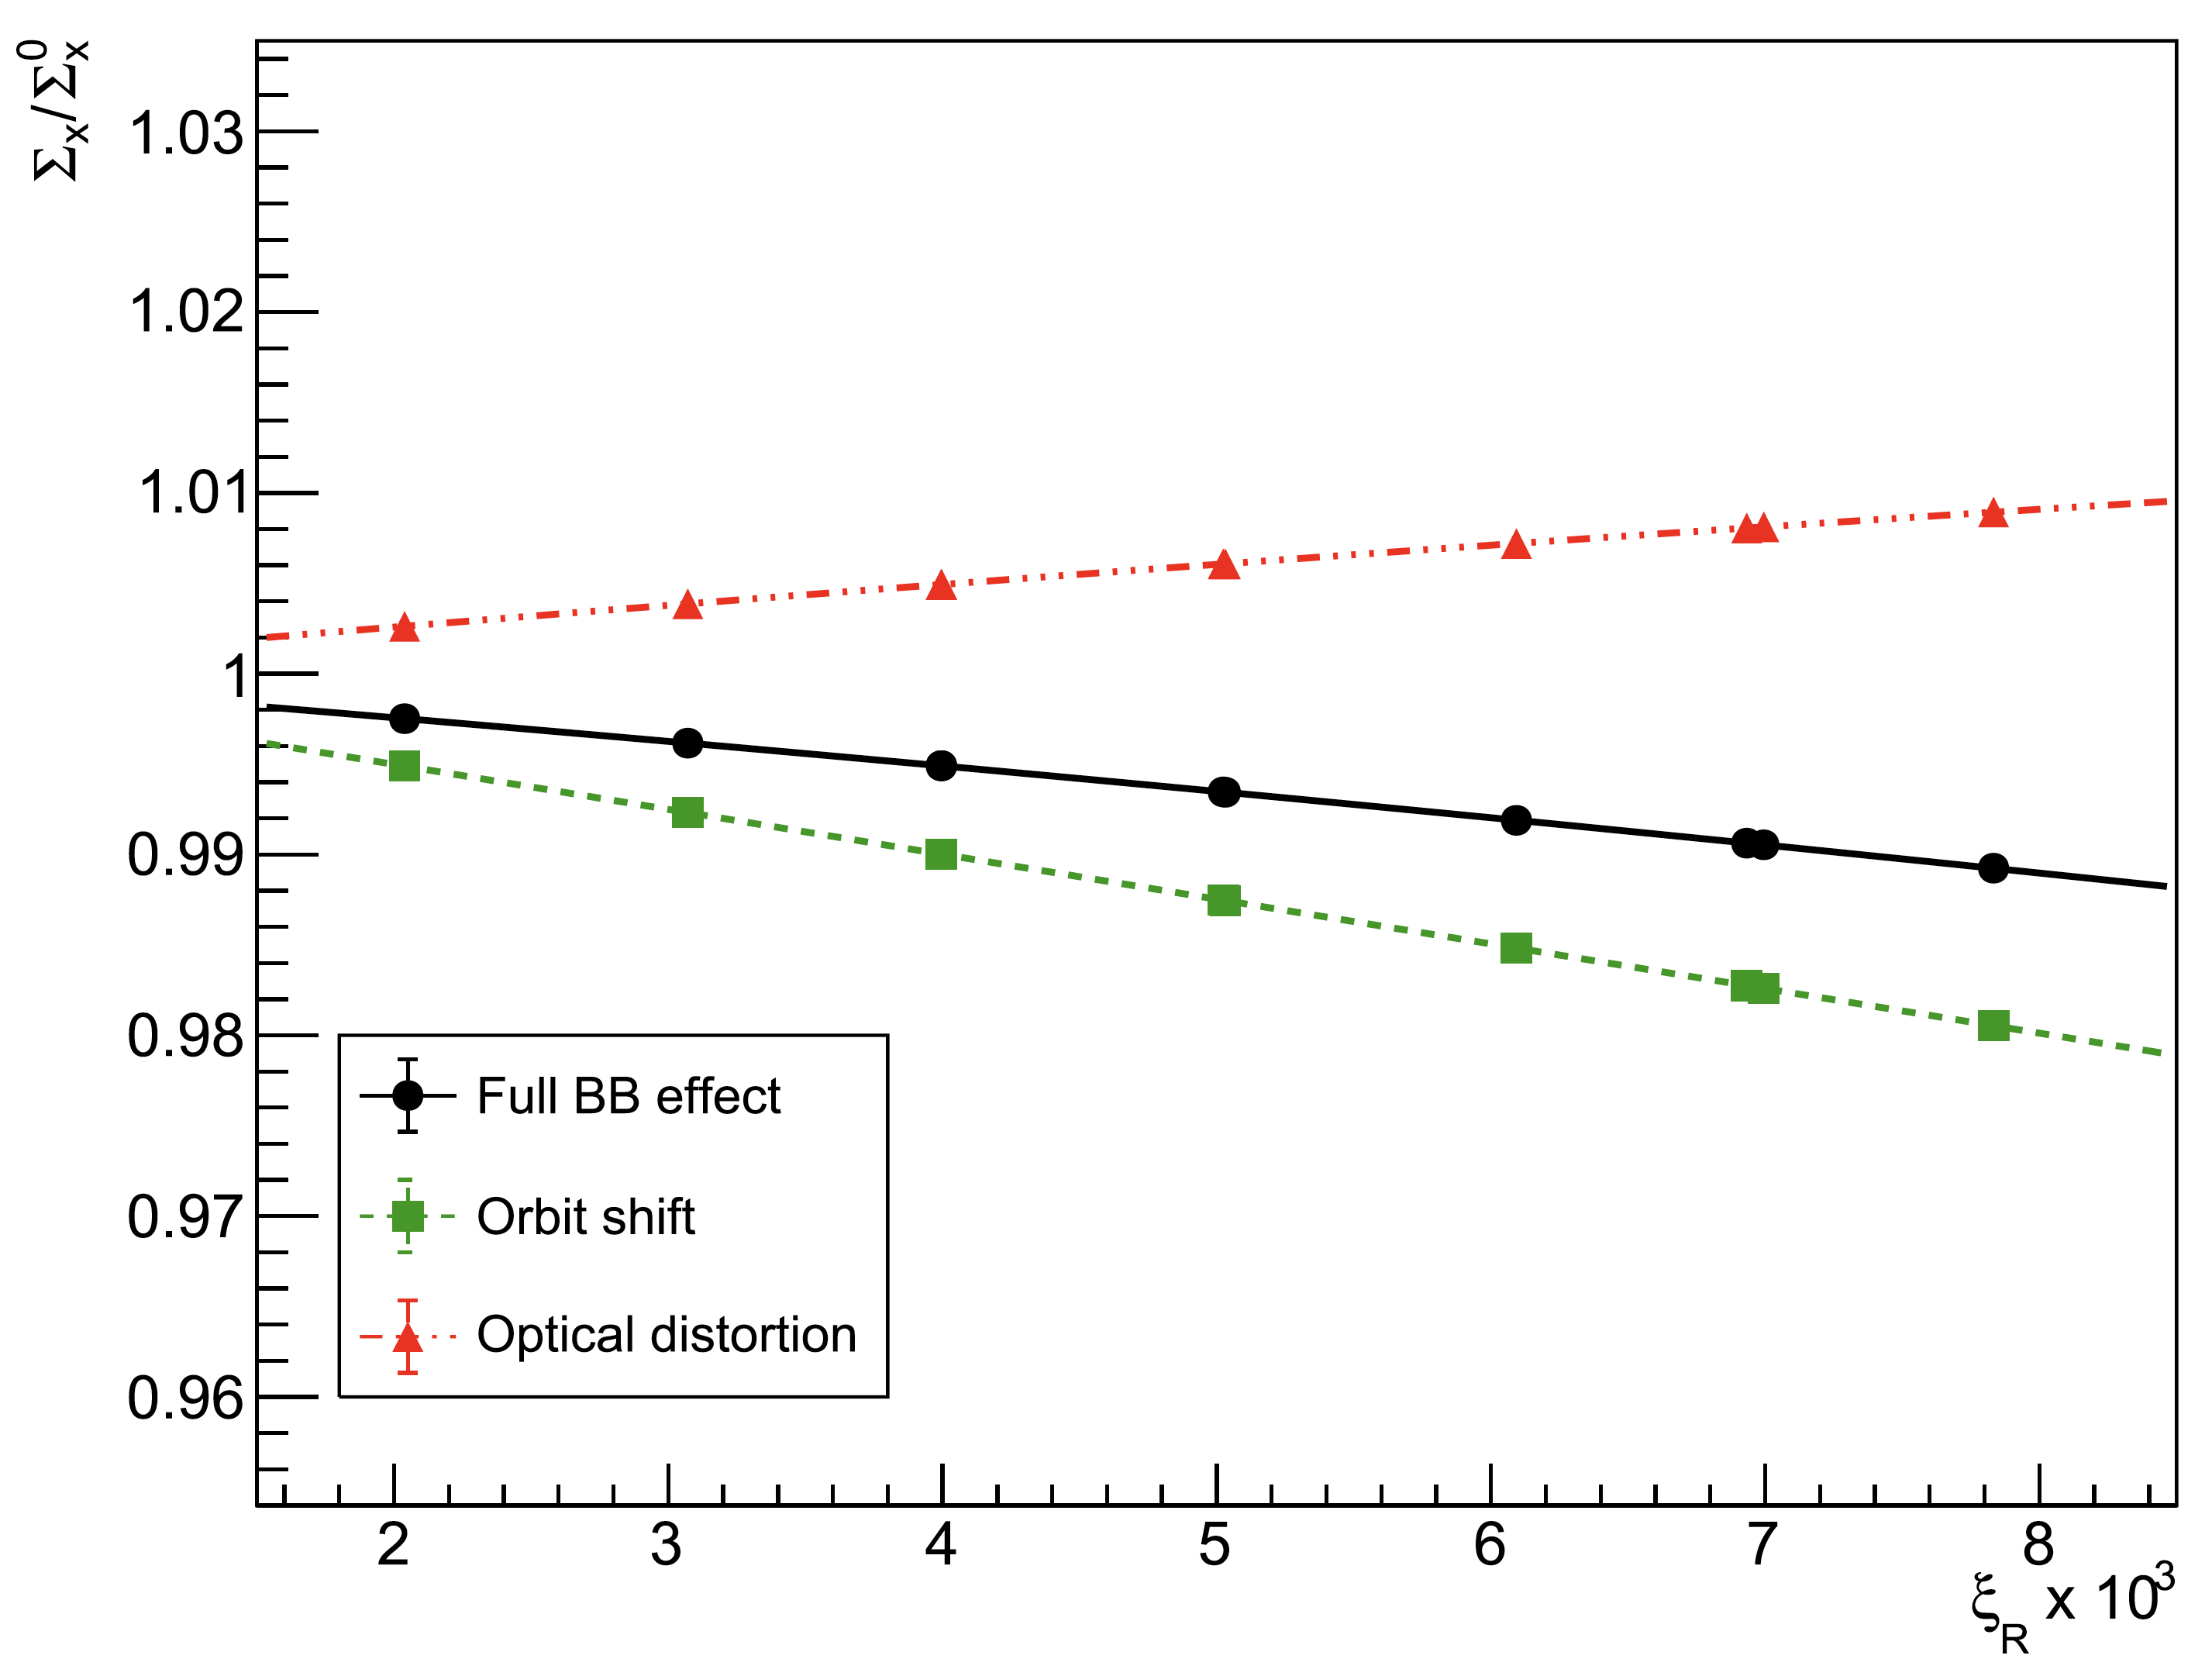 Σx/Σx0
1.03
1.02
1.01
1
0.99
0.98
0.97
0.96
Full BB effect
Orbit shift
Optical distortion
2 3 4 5 6 7 8
ξR x 103